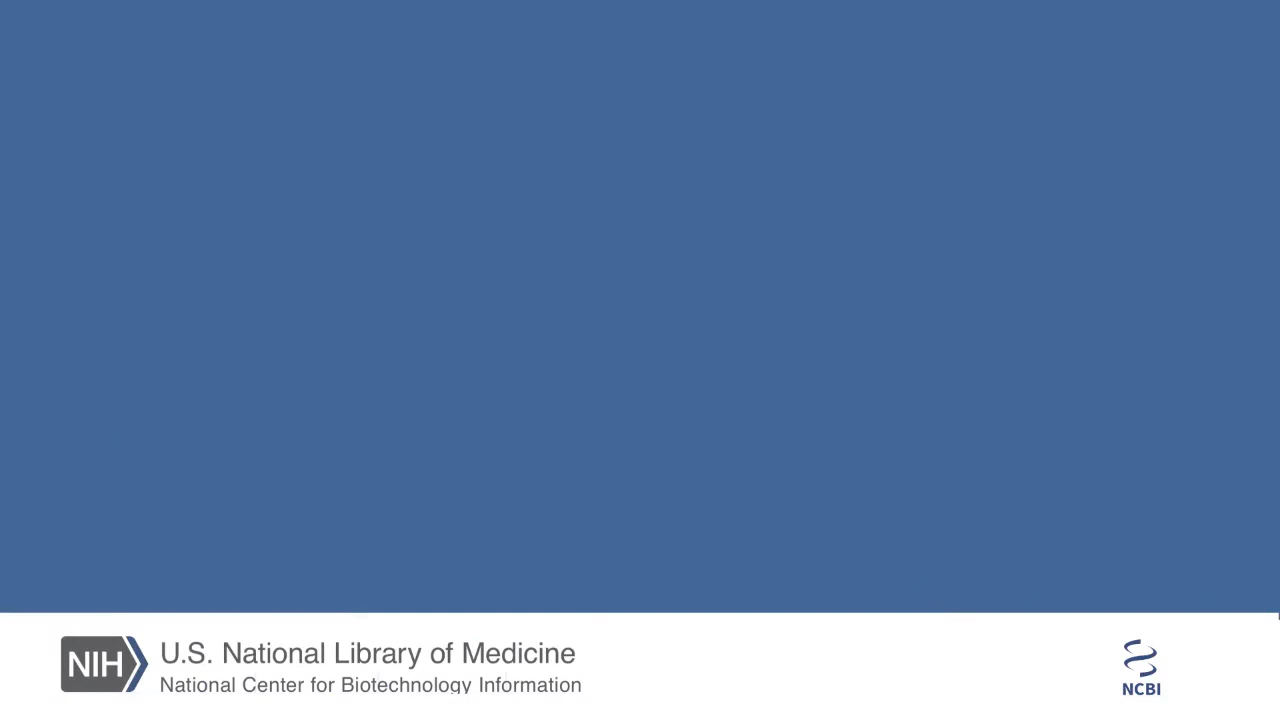 NIH
U.S. National Library of Medicine
National Center for Biotechnology Information
NCBI